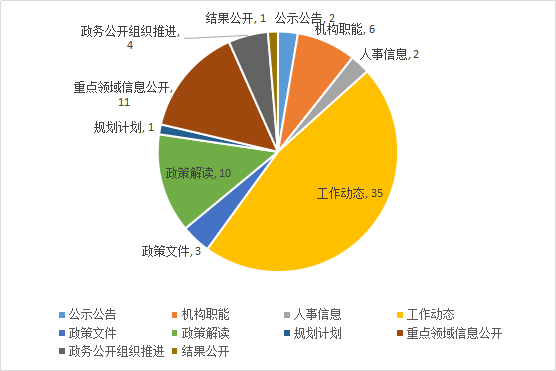 结果公开, 1
公示公告, 2
政务公开组织推进,
4
机构职能, 6
人事信息, 2
重点领域信息公开,
11
规划计划, 1
政策解读, 10
工作动态, 35
政策文件, 3
公示公告 机构职能 人事信息 工作动态
政策文件 政策解读 规划计划 重点领域信息公开
政务公开组织推进 结果公开